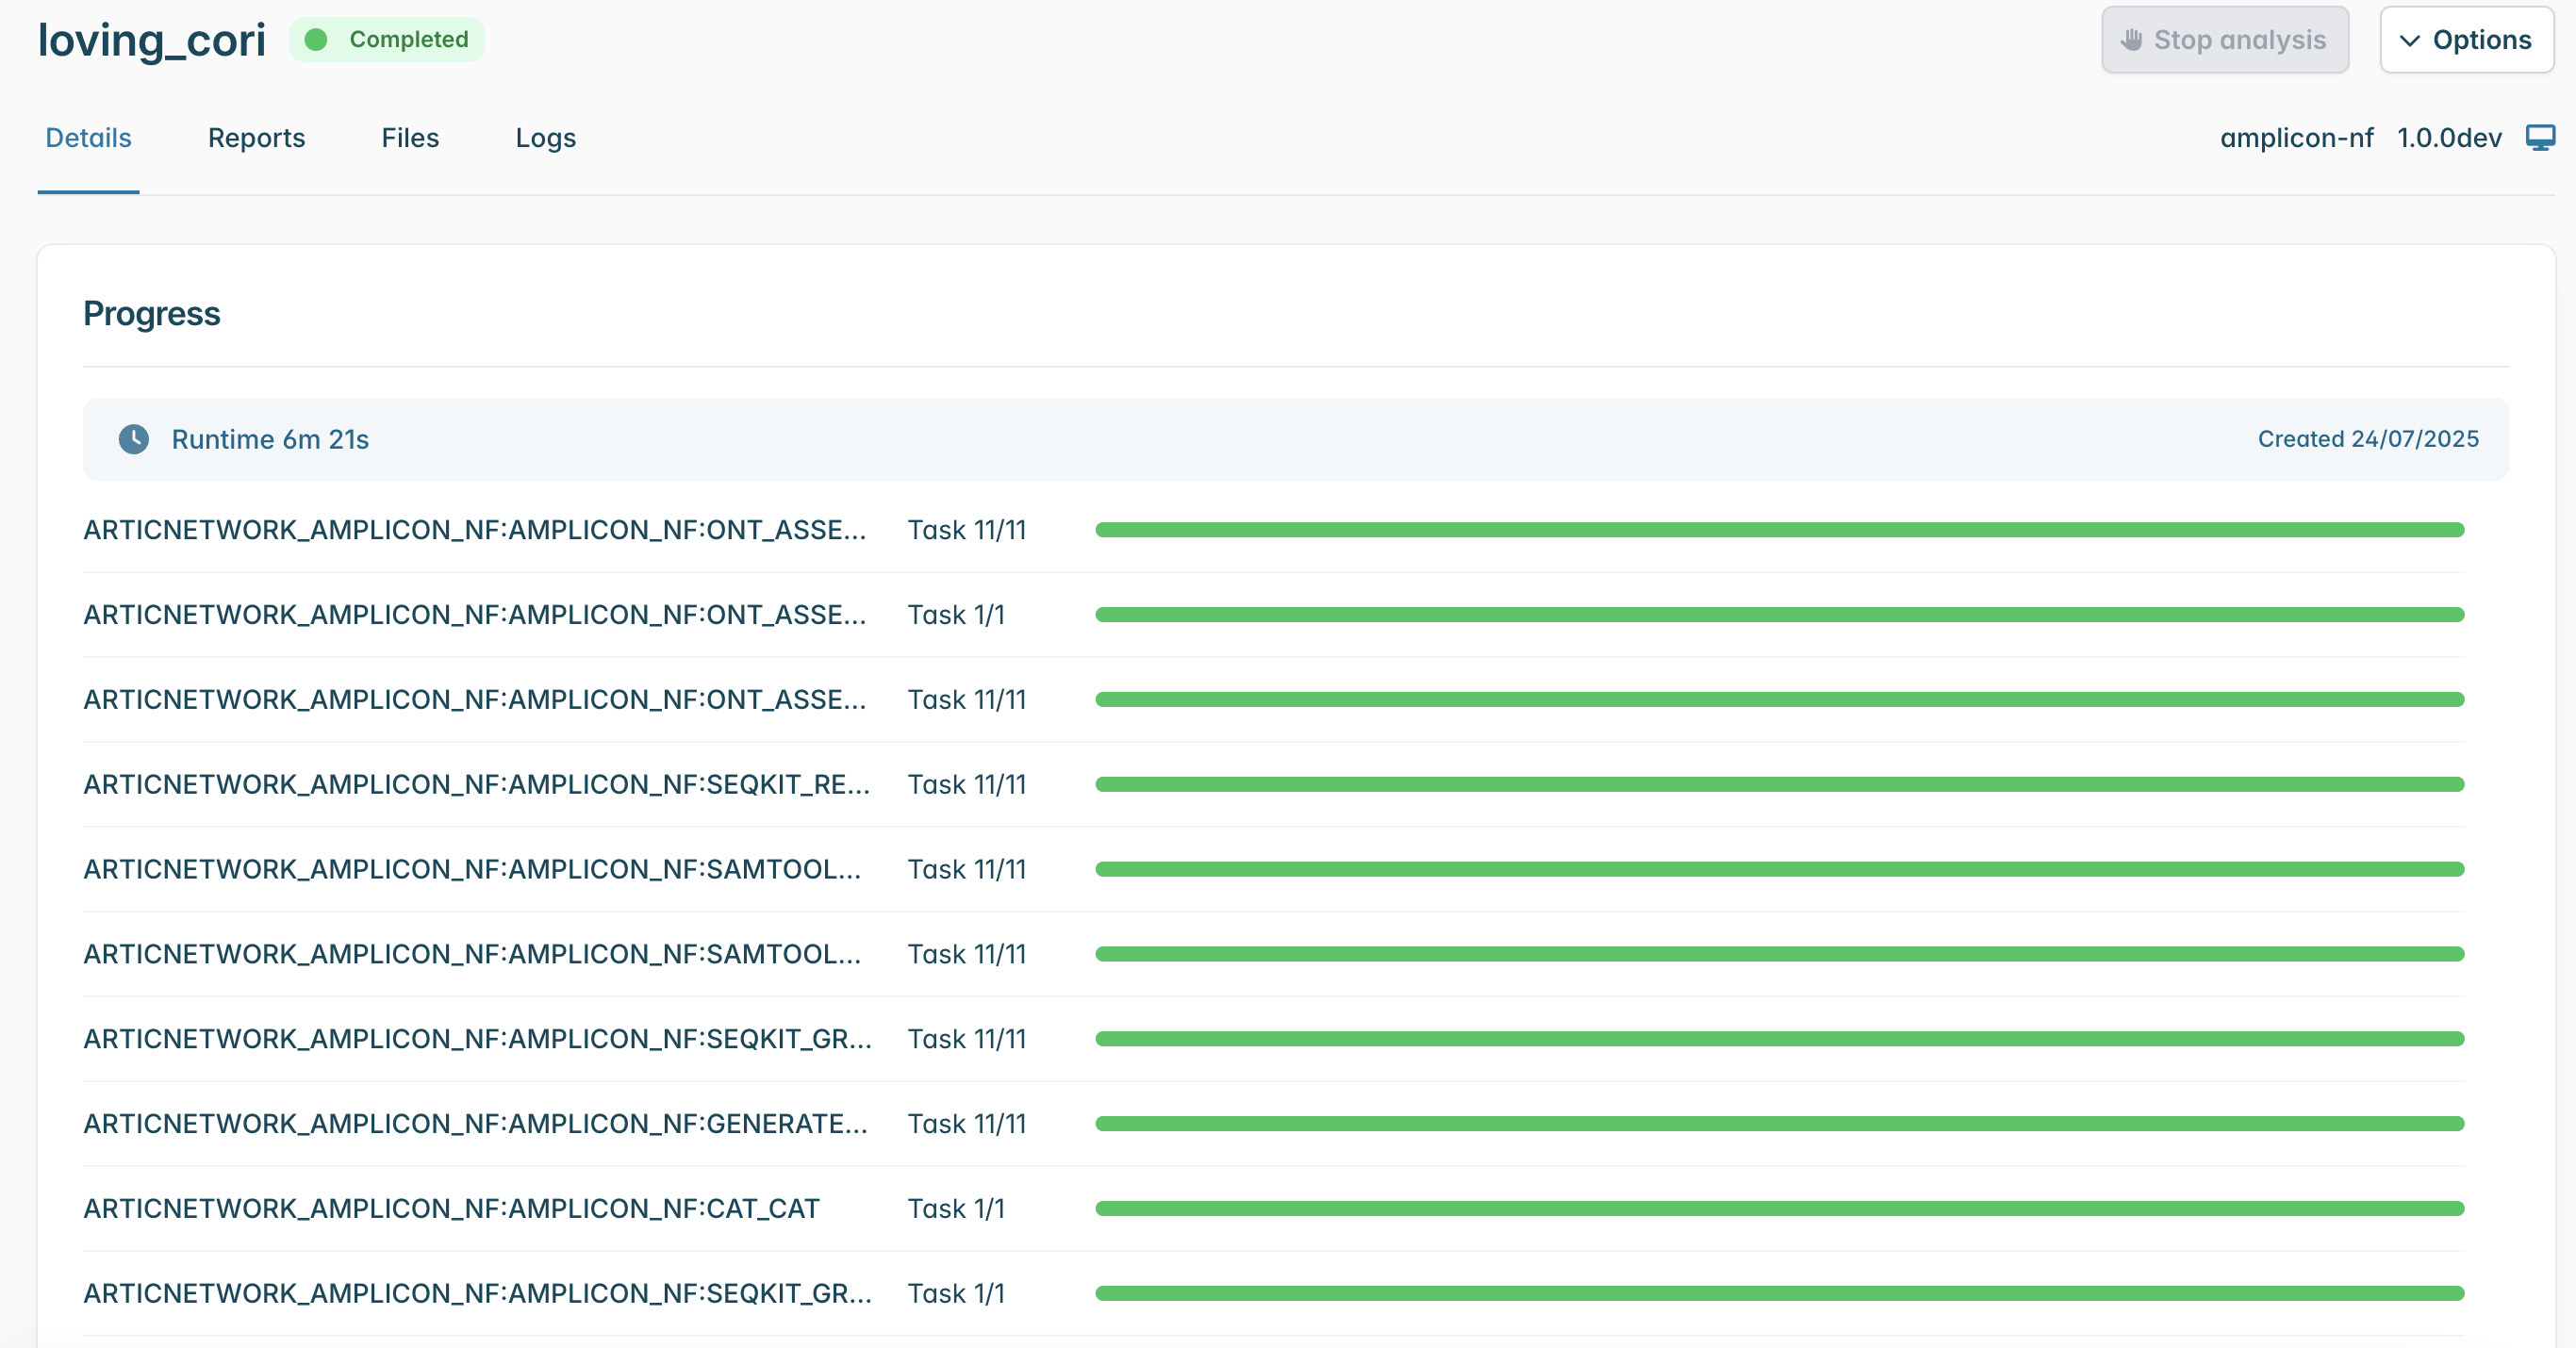 loving_cori Completed Stop analysis Options
Details Reports Files Logs amplicon-nf 1.0.0dev
Progress
Runtime 6m 21s Created 24/07/2025
ARTICNETWORK_AMPLICON_NF:AMPLICON_NF:ONT_ASSE... Task 11/11
ARTICNETWORK_AMPLICON_NF:AMPLICON_NF:ONT_ASSE... Task 1/1
ARTICNETWORK_AMPLICON_NF:AMPLICON_NF:ONT_ASSE... Task 11/11
ARTICNETWORK_AMPLICON_NF:AMPLICON_NF:SEQKIT_RE... Task 11/11
ARTICNETWORK_AMPLICON_NF:AMPLICON_NF:SAMTOOL... Task 11/11
ARTICNETWORK_AMPLICON_NF:AMPLICON_NF:SAMTOOL... Task 11/11
ARTICNETWORK_AMPLICON_NF:AMPLICON_NF:SEQKIT_GR... Task 11/11
ARTICNETWORK_AMPLICON_NF:AMPLICON_NF:GENERATE... Task 11/11
ARTICNETWORK_AMPLICON_NF:AMPLICON_NF:CAT_CAT Task 1/1
ARTICNETWORK_AMPLICON_NF:AMPLICON_NF:SEQKIT_GR... Task 1/1